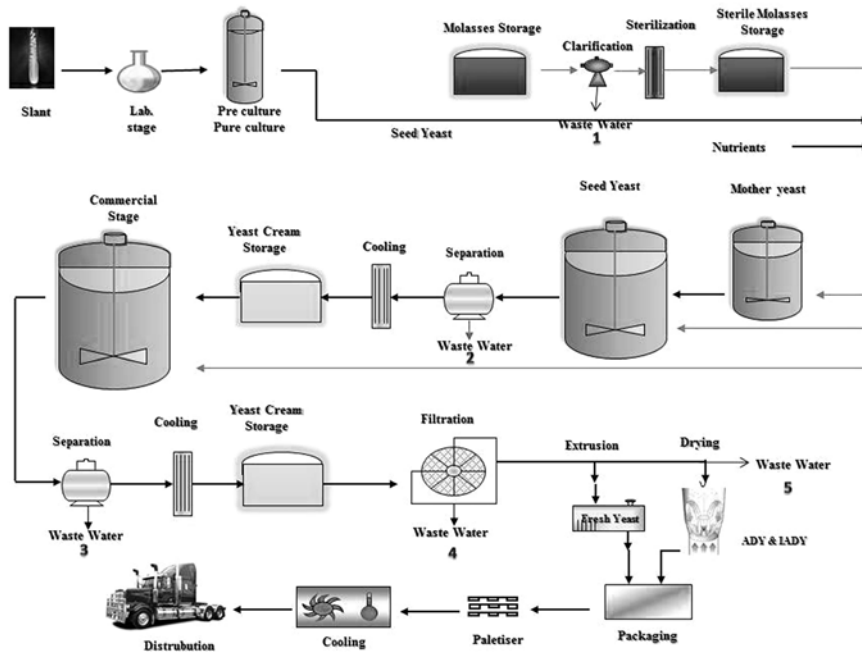 Molasses Storage
Clarification
Sterilization
Sterile Molasses
Storage
Slant
Lab.
stage
Pre culture
Pure culture
Waste Water
1
Seed Yeast
Nutrients
Commercial
Stage
Yeast Cream
Storage
Cooling
Separation
Seed Yeast
Mother yeast
Waste Water
2
Separation
Cooling
Yeast Cream
Storage
Filtration
Extrusion
Drying
Waste Water
5
Fresh Yeast
Waste Water
3
Waste Water
4
ADY & IADY
Distrubution
Cooling
Paletiser
Packaging